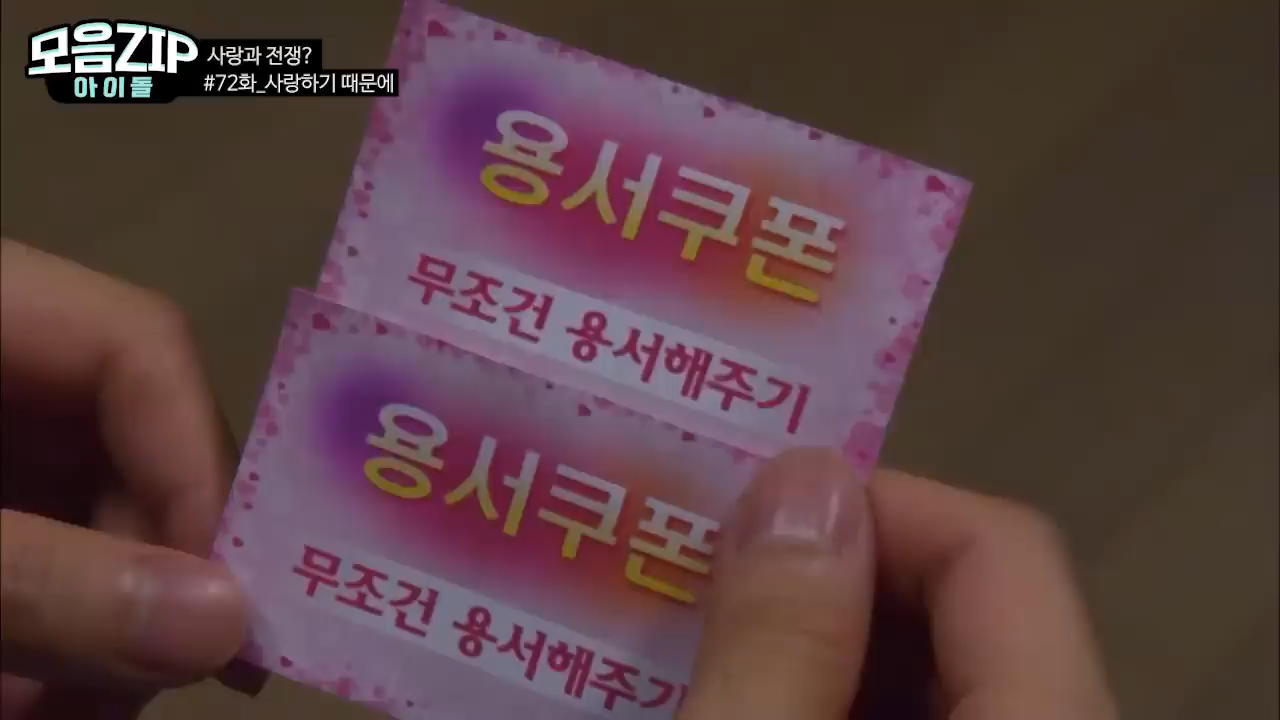 모음ZIP
아이돌
사랑과 전쟁?
#72화_사랑하기 때문에
용서쿠폰
무조건 용서해주기
용서쿠폰
무조건 용서해주기